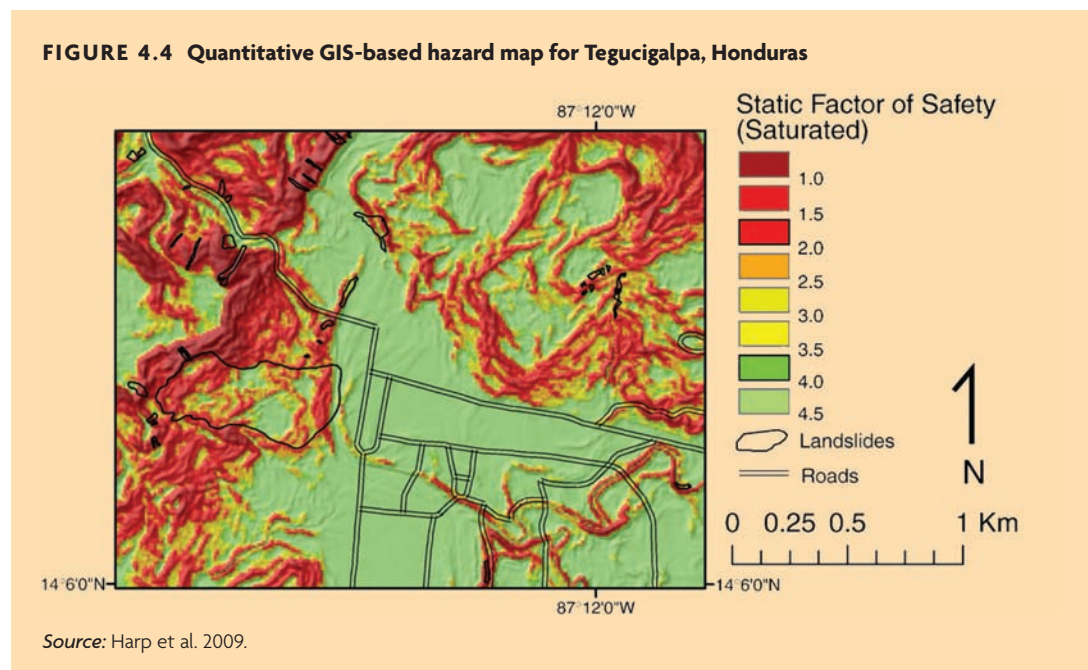 FIGURE 4.4 Quantitative GIS-based hazard map for Tegucigalpa, Honduras
87°12'0"W
Static Factor of Safety
(Saturated)
1.0
1.5
2.0
2.5
3.0
3.5
4.0
4.5
Landslides
Roads
N
0 0.25 0.5 1 Km
14°6'0"N
14°6'0"N
87°12'0"W
Source: Harp et al. 2009.